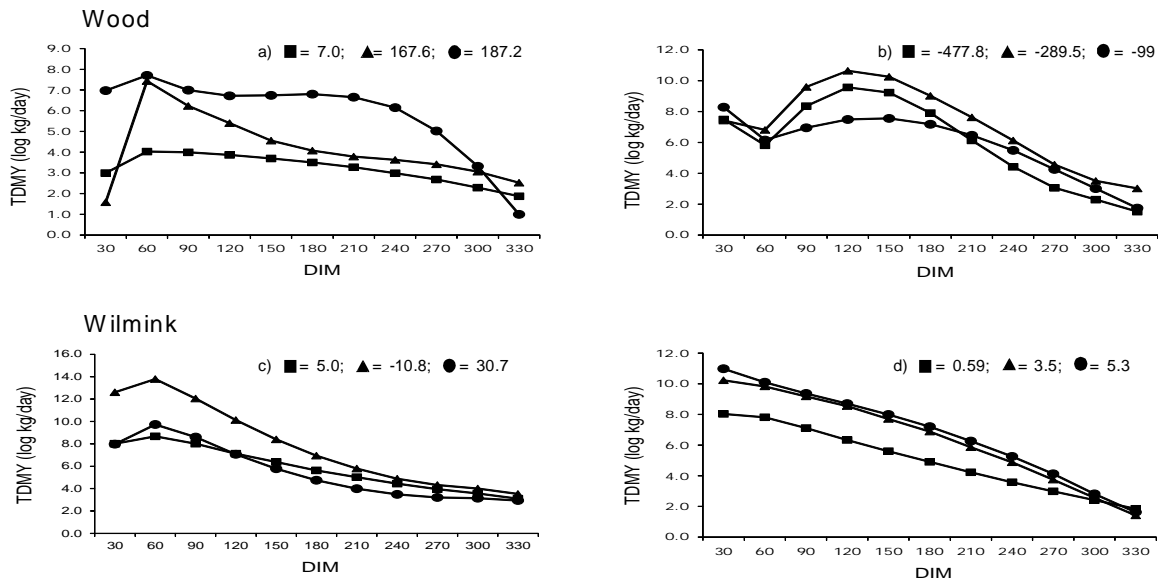 Wood
a) ■ = 7.0; ▲ = 167.6; ● = 187.2
TDMY (log kg/day)
9.0
8.0
7.0
6.0
5.0
4.0
3.0
2.0
1.0
0.0
30 60 90 120 150 180 210 240 270 300 330
DIM
b) ■ = -477.8; ▲ = -289.5; ● = -99
TDMY (log kg/day)
12.0
10.0
8.0
6.0
4.0
2.0
0.0
30 60 90 120 150 180 210 240 270 300 330
DIM
Wilmink
c) ■ = 5.0; ▲ = -10.8; ● = 30.7
TDMY (log kg/day)
16.0
14.0
12.0
10.0
8.0
6.0
4.0
2.0
0.0
30 60 90 120 150 180 210 240 270 300 330
DIM
d) ■ = 0.59; ▲ = 3.5; ● = 5.3
TDMY (log kg/day)
12.0
10.0
8.0
6.0
4.0
2.0
0.0
30 60 90 120 150 180 210 240 270 300 330
DIM